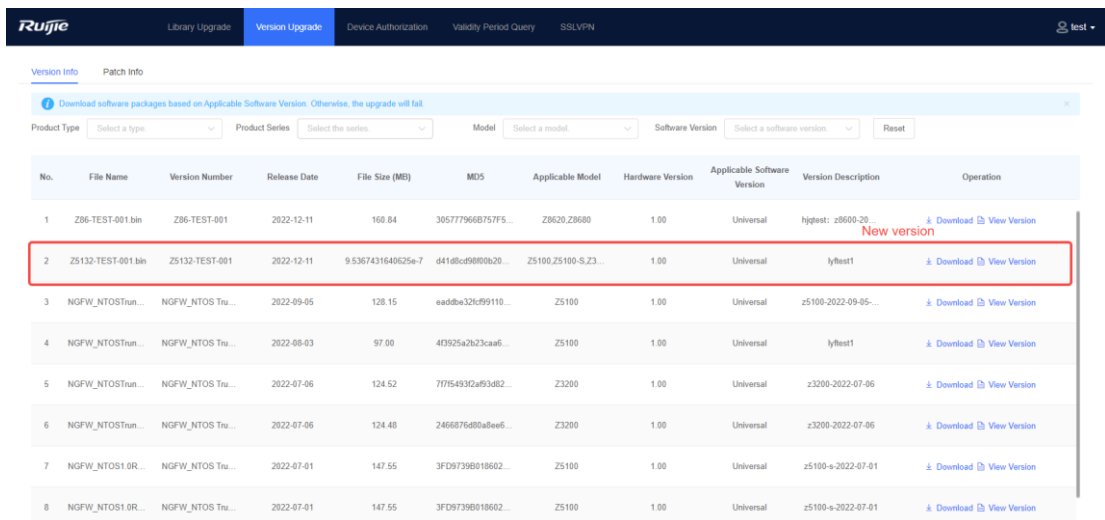 Ruijie Library Upgrade Version Upgrade Device Authorization Validity Period Query SSLVPN test
Version Info Patch Info
Download software packages based on Applicable Software Version. Otherwise, the upgrade will fail.
Product Type Select a type. Product Series Select the series. Model Select a model. Software Version Select a software version. Reset
No. File Name Version Number Release Date File Size (MB) MD5 Applicable Model Hardware Version Applicable Software Version Version Description Operation
1 Z86-TEST-001.bin Z86-TEST-001 2022-12-11 160.84 305777966B757F5... Z8620,Z8680 1.00 Universal hjqtest: z8600-20... Download View Version
New version
2 Z5132-TEST-001.bin Z5132-TEST-001 2022-12-11 9.5367431640625e-7 d41d8cd98f00b20... Z5100,Z5100-S,Z3... 1.00 Universal lyftest1 Download View Version
3 NGFW_NTOSTrun... NGFW_NTOS Tru... 2022-09-05 128.15 eaddbe32fcf99110... Z5100 1.00 Universal z5100-2022-09-05-... Download View Version
4 NGFW_NTOSTrun... NGFW_NTOS Tru... 2022-08-03 97.00 4f3925a2b23caa6... Z5100 1.00 Universal lyftest1 Download View Version
5 NGFW_NTOSTrun... NGFW_NTOS Tru... 2022-07-06 124.52 7f7f5493f2af93d82... Z3200 1.00 Universal z3200-2022-07-06 Download View Version
6 NGFW_NTOSTrun... NGFW_NTOS Tru... 2022-07-06 124.48 2466876d80a8ee6... Z3200 1.00 Universal z3200-2022-07-06 Download View Version
7 NGFW_NTOS1.0R... NGFW_NTOS Tru... 2022-07-01 147.55 3FD9739B018602... Z5100 1.00 Universal z5100-s-2022-07-01 Download View Version
8 NGFW_NTOS1.0R... NGFW_NTOS Tru... 2022-07-01 147.55 3FD9739B018602... Z5100 1.00 Universal z5100-s-2022-07-01 Download View Version